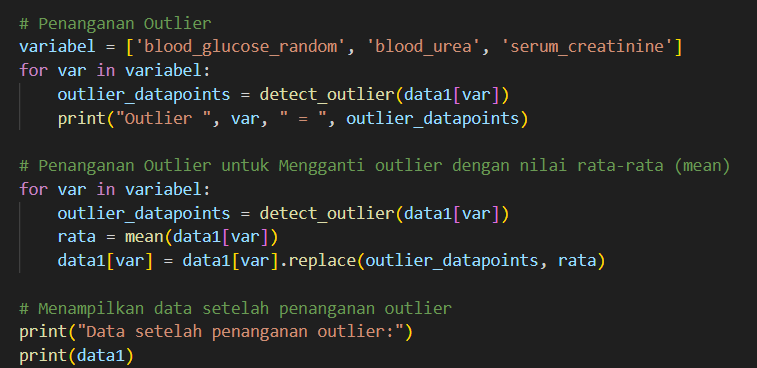 # Penanganan Outlier
variabel = ['blood_glucose_random', 'blood_urea', 'serum_creatinine']
for var in variabel:
    outlier_datapoints = detect_outlier(data1[var])
    print("Outlier ", var, " = ", outlier_datapoints)

# Penanganan Outlier untuk Mengganti outlier dengan nilai rata-rata (mean)
for var in variabel:
    outlier_datapoints = detect_outlier(data1[var])
    rata = mean(data1[var])
    data1[var] = data1[var].replace(outlier_datapoints, rata)

# Menampilkan data setelah penanganan outlier
print("Data setelah penanganan outlier:")
print(data1)